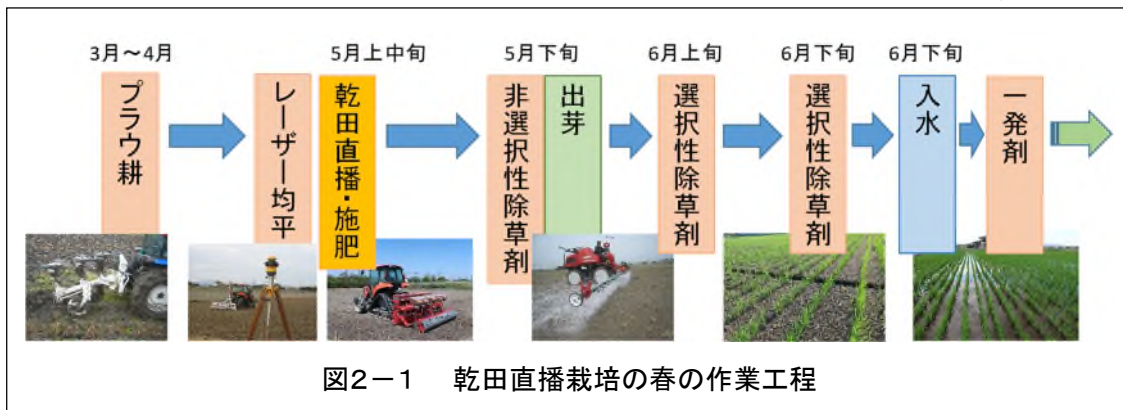 3月～4月
5月上中旬
5月下旬
6月上旬
6月下旬
6月下旬
プラウ耕
レーザー均平
乾田直播・施肥
非選択性除草剤
出芽
選択性除草剤
選択性除草剤
入水
一発剤
図2－1　乾田直播栽培の春の作業工程